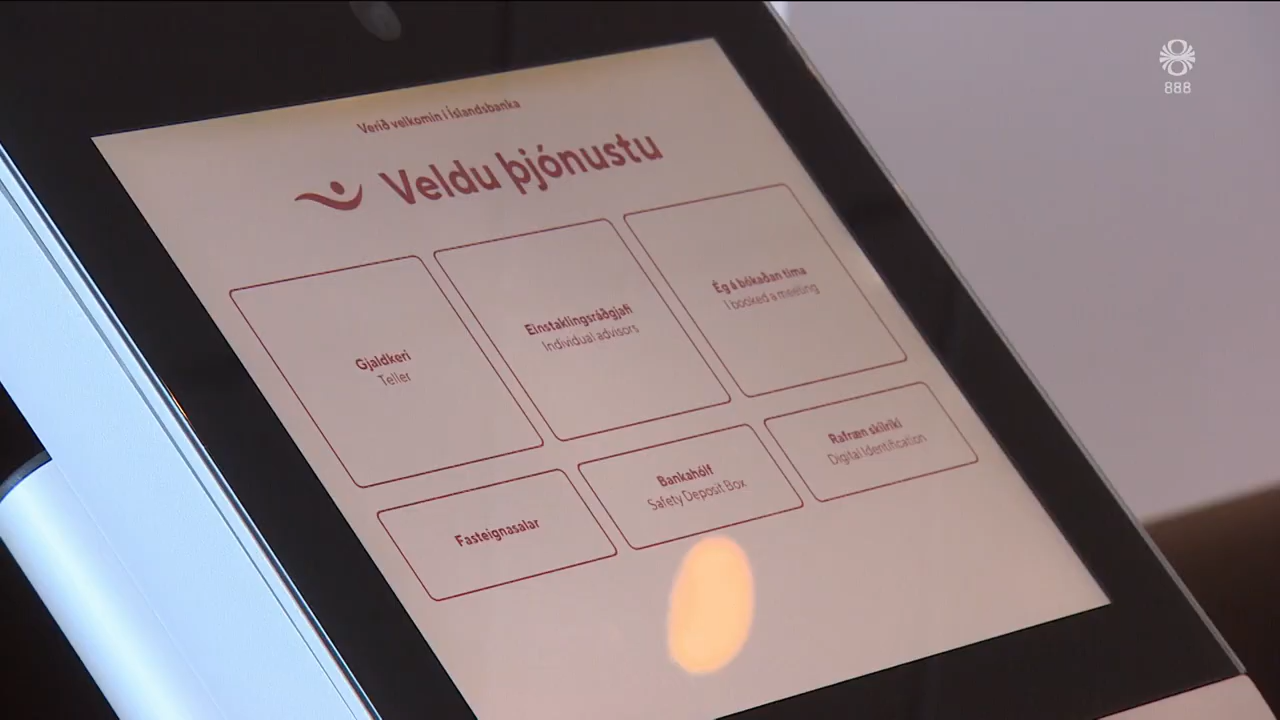 888
Verið velkomin í Íslandsbanka
Veldu þjónustu
Gjaldkeri
Teller
Einstaklingsráðgjafi
Individual advisors
Ég á bókaðan tíma
I booked a meeting
Fasteignasalar
Bankahólf
Safety Deposit Box
Rafræn skilríki
Digital Identification